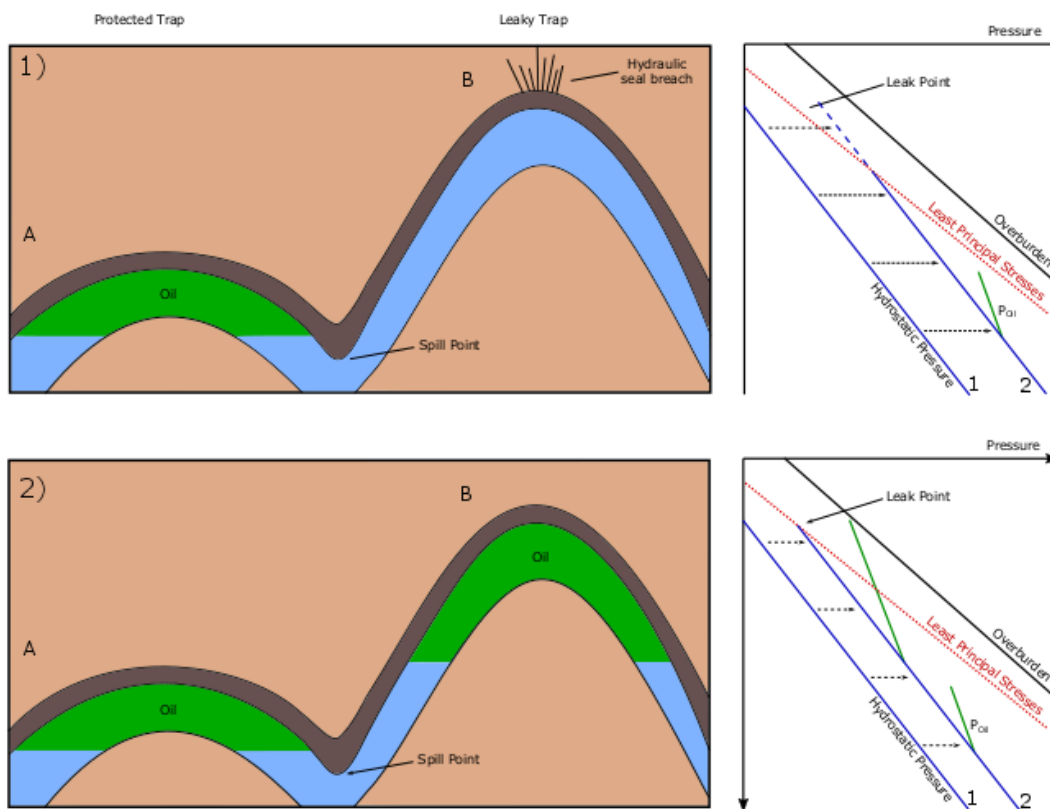 Protected Trap
Leaky Trap
Pressure
1)
B
Hydraulic
seal breach
Leak Point
A
Oil
Spill Point
Least Principal Stresses
Overburden
Hydrostatic Pressure
POil
1
2
Pressure
2)
B
Leak Point
Oil
A
Oil
Spill Point
Least Principal Stresses
Overburden
Hydrostatic Pressure
POil
1
2